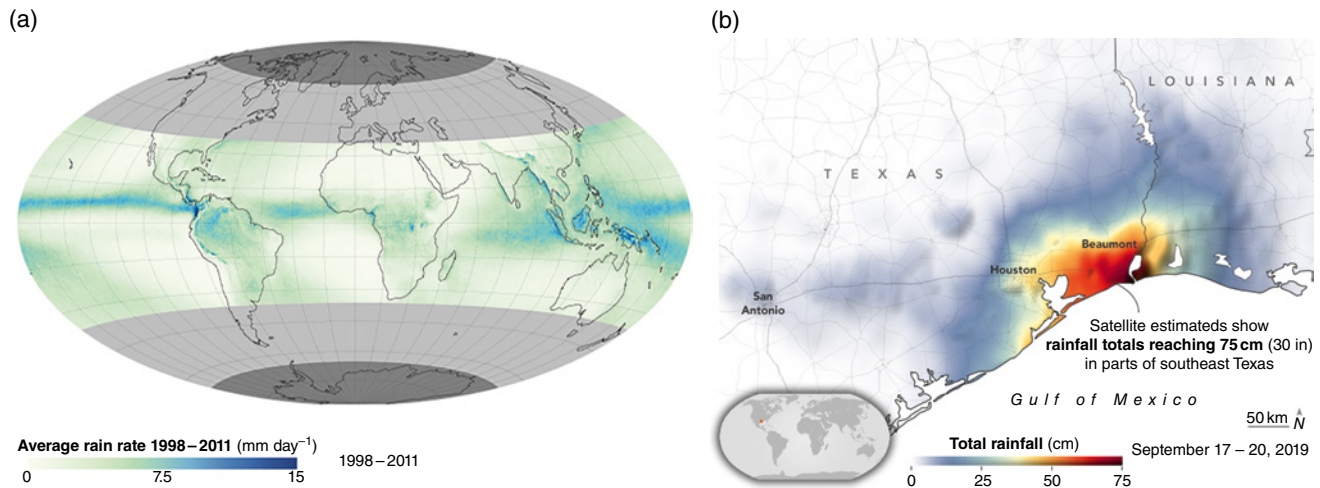 (a)
Average rain rate 1998–2011 (mm day⁻¹)
0 7.5 15
1998–2011
(b)
LOUISIANA
TEXAS
Beaumont
Houston
San
Antonio
Satellite estimateds show
rainfall totals reaching 75 cm (30 in)
in parts of southeast Texas
Gulf of Mexico
50 km N
Total rainfall (cm)
0 25 50 75
September 17 – 20, 2019